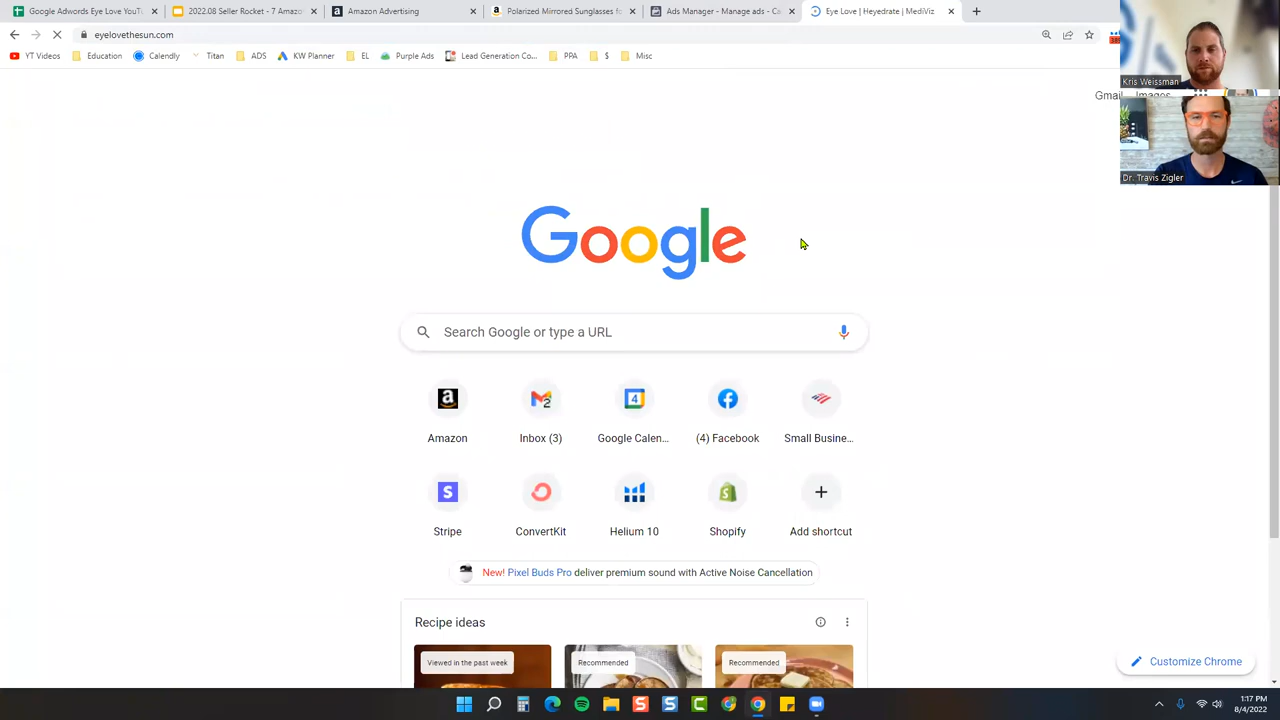 Google Adwords Eye Love YouTu
2022.08 Seller Rocket - 7 Amazo
Amazon Advertising
Polarized Mirrored Sunglasses fo
Ads Manager - Manage ads - Ca
Eye Love | Heyedrate | MediViz
eyelovethesun.com
YT Videos
Education
Calendly
Titan
ADS
KW Planner
EL
Purple Ads
Lead Generation Co...
PPA
$
Misc
Kris Weissman
Gmail
Images
Dr. Travis Zigler
Google
Search Google or type a URL
Amazon
Inbox (3)
Google Calen...
(4) Facebook
Small Busine...
Stripe
ConvertKit
Helium 10
Shopify
Add shortcut
New! Pixel Buds Pro deliver premium sound with Active Noise Cancellation
Recipe ideas
Viewed in the past week
Recommended
Recommended
Customize Chrome
1:17 PM
8/4/2022